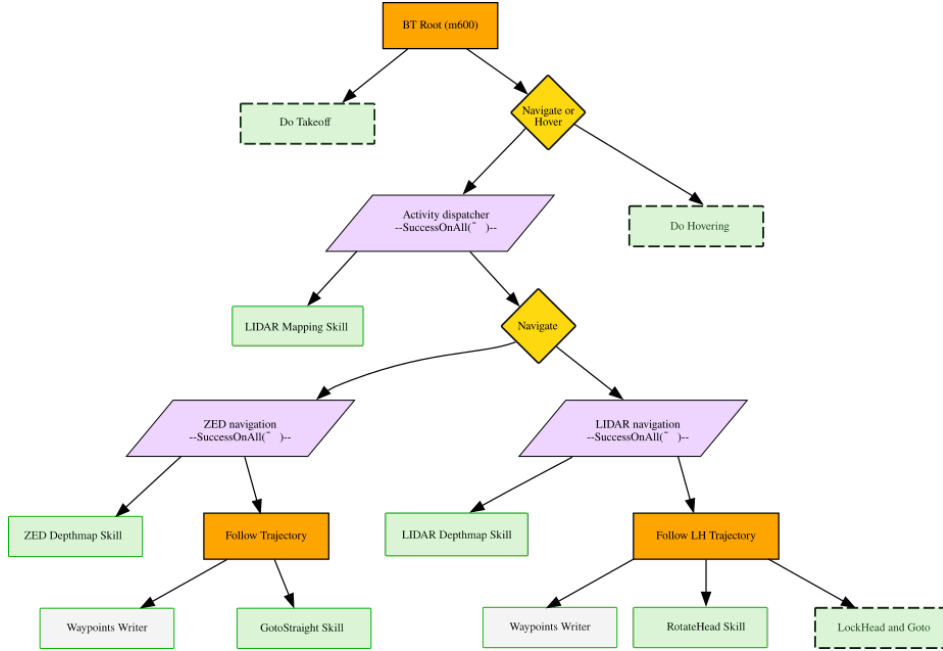 BT Root (m600)
Do Takeoff
Navigate or
Hover
Activity dispatcher
--SuccessOnAll(˜ )--
Do Hovering
LIDAR Mapping Skill
Navigate
ZED navigation
--SuccessOnAll(˜ )--
LIDAR navigation
--SuccessOnAll(˜ )--
ZED Depthmap Skill
Follow Trajectory
LIDAR Depthmap Skill
Follow LH Trajectory
Waypoints Writer
GotoStraight Skill
Waypoints Writer
RotateHead Skill
LockHead and Goto